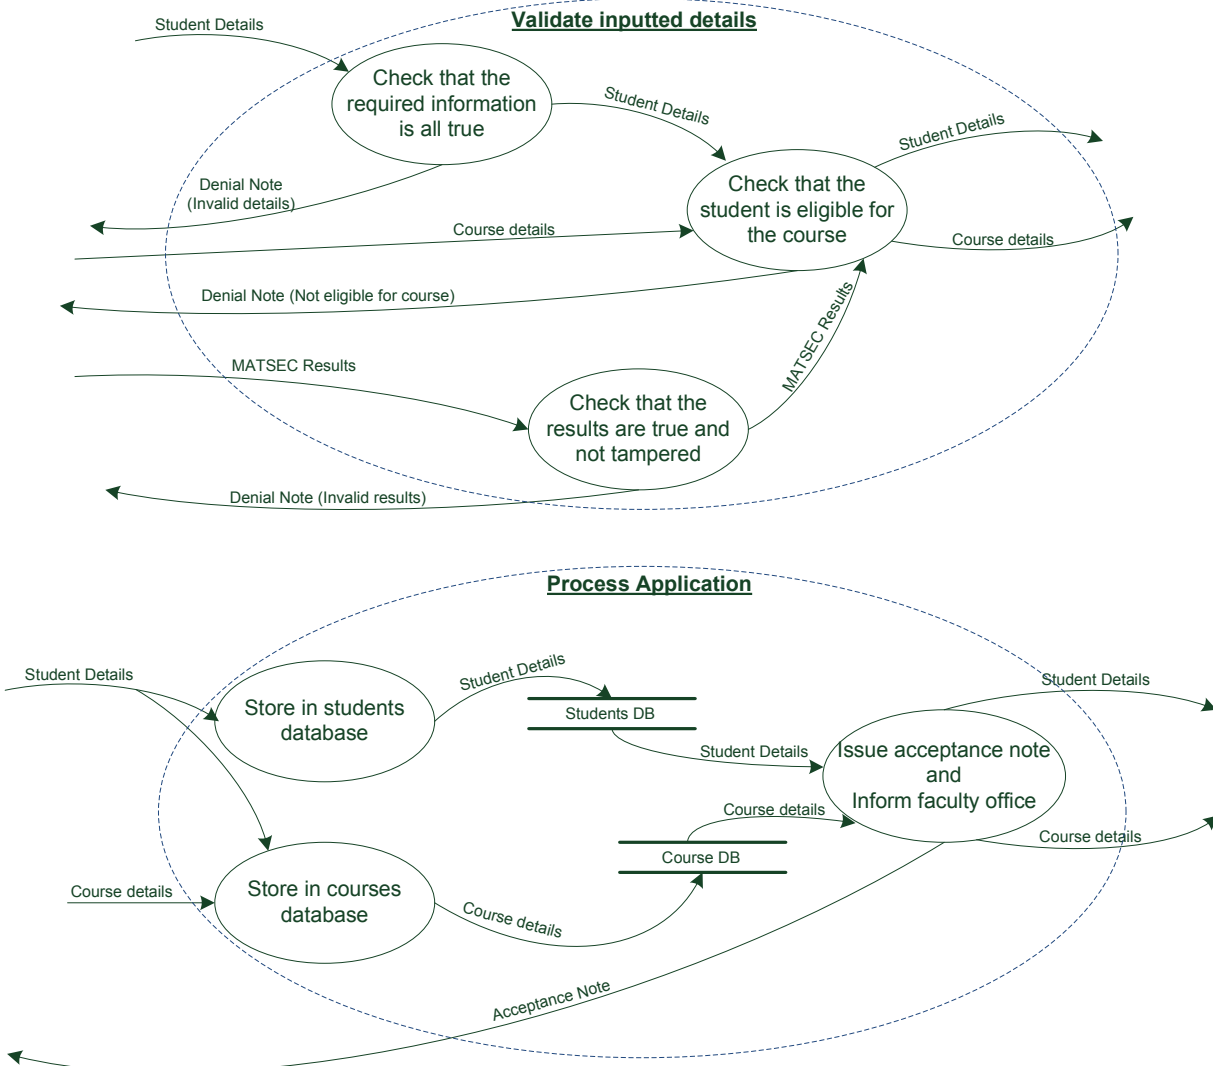 Validate inputted details
Student Details
Check that the
required information
is all true
Student Details
Student Details
Denial Note
(Invalid details)
Check that the
student is eligible for
the course
Course details
Course details
Denial Note (Not eligible for course)
MATSEC Results
MATSEC Results
Check that the
results are true and
not tampered
Denial Note (Invalid results)
Process Application
Student Details
Store in students
database
Student Details
Students DB
Student Details
Student Details
Issue acceptance note
and
Inform faculty office
Course details
Course details
Course DB
Course details
Store in courses
database
Course details
Acceptance Note